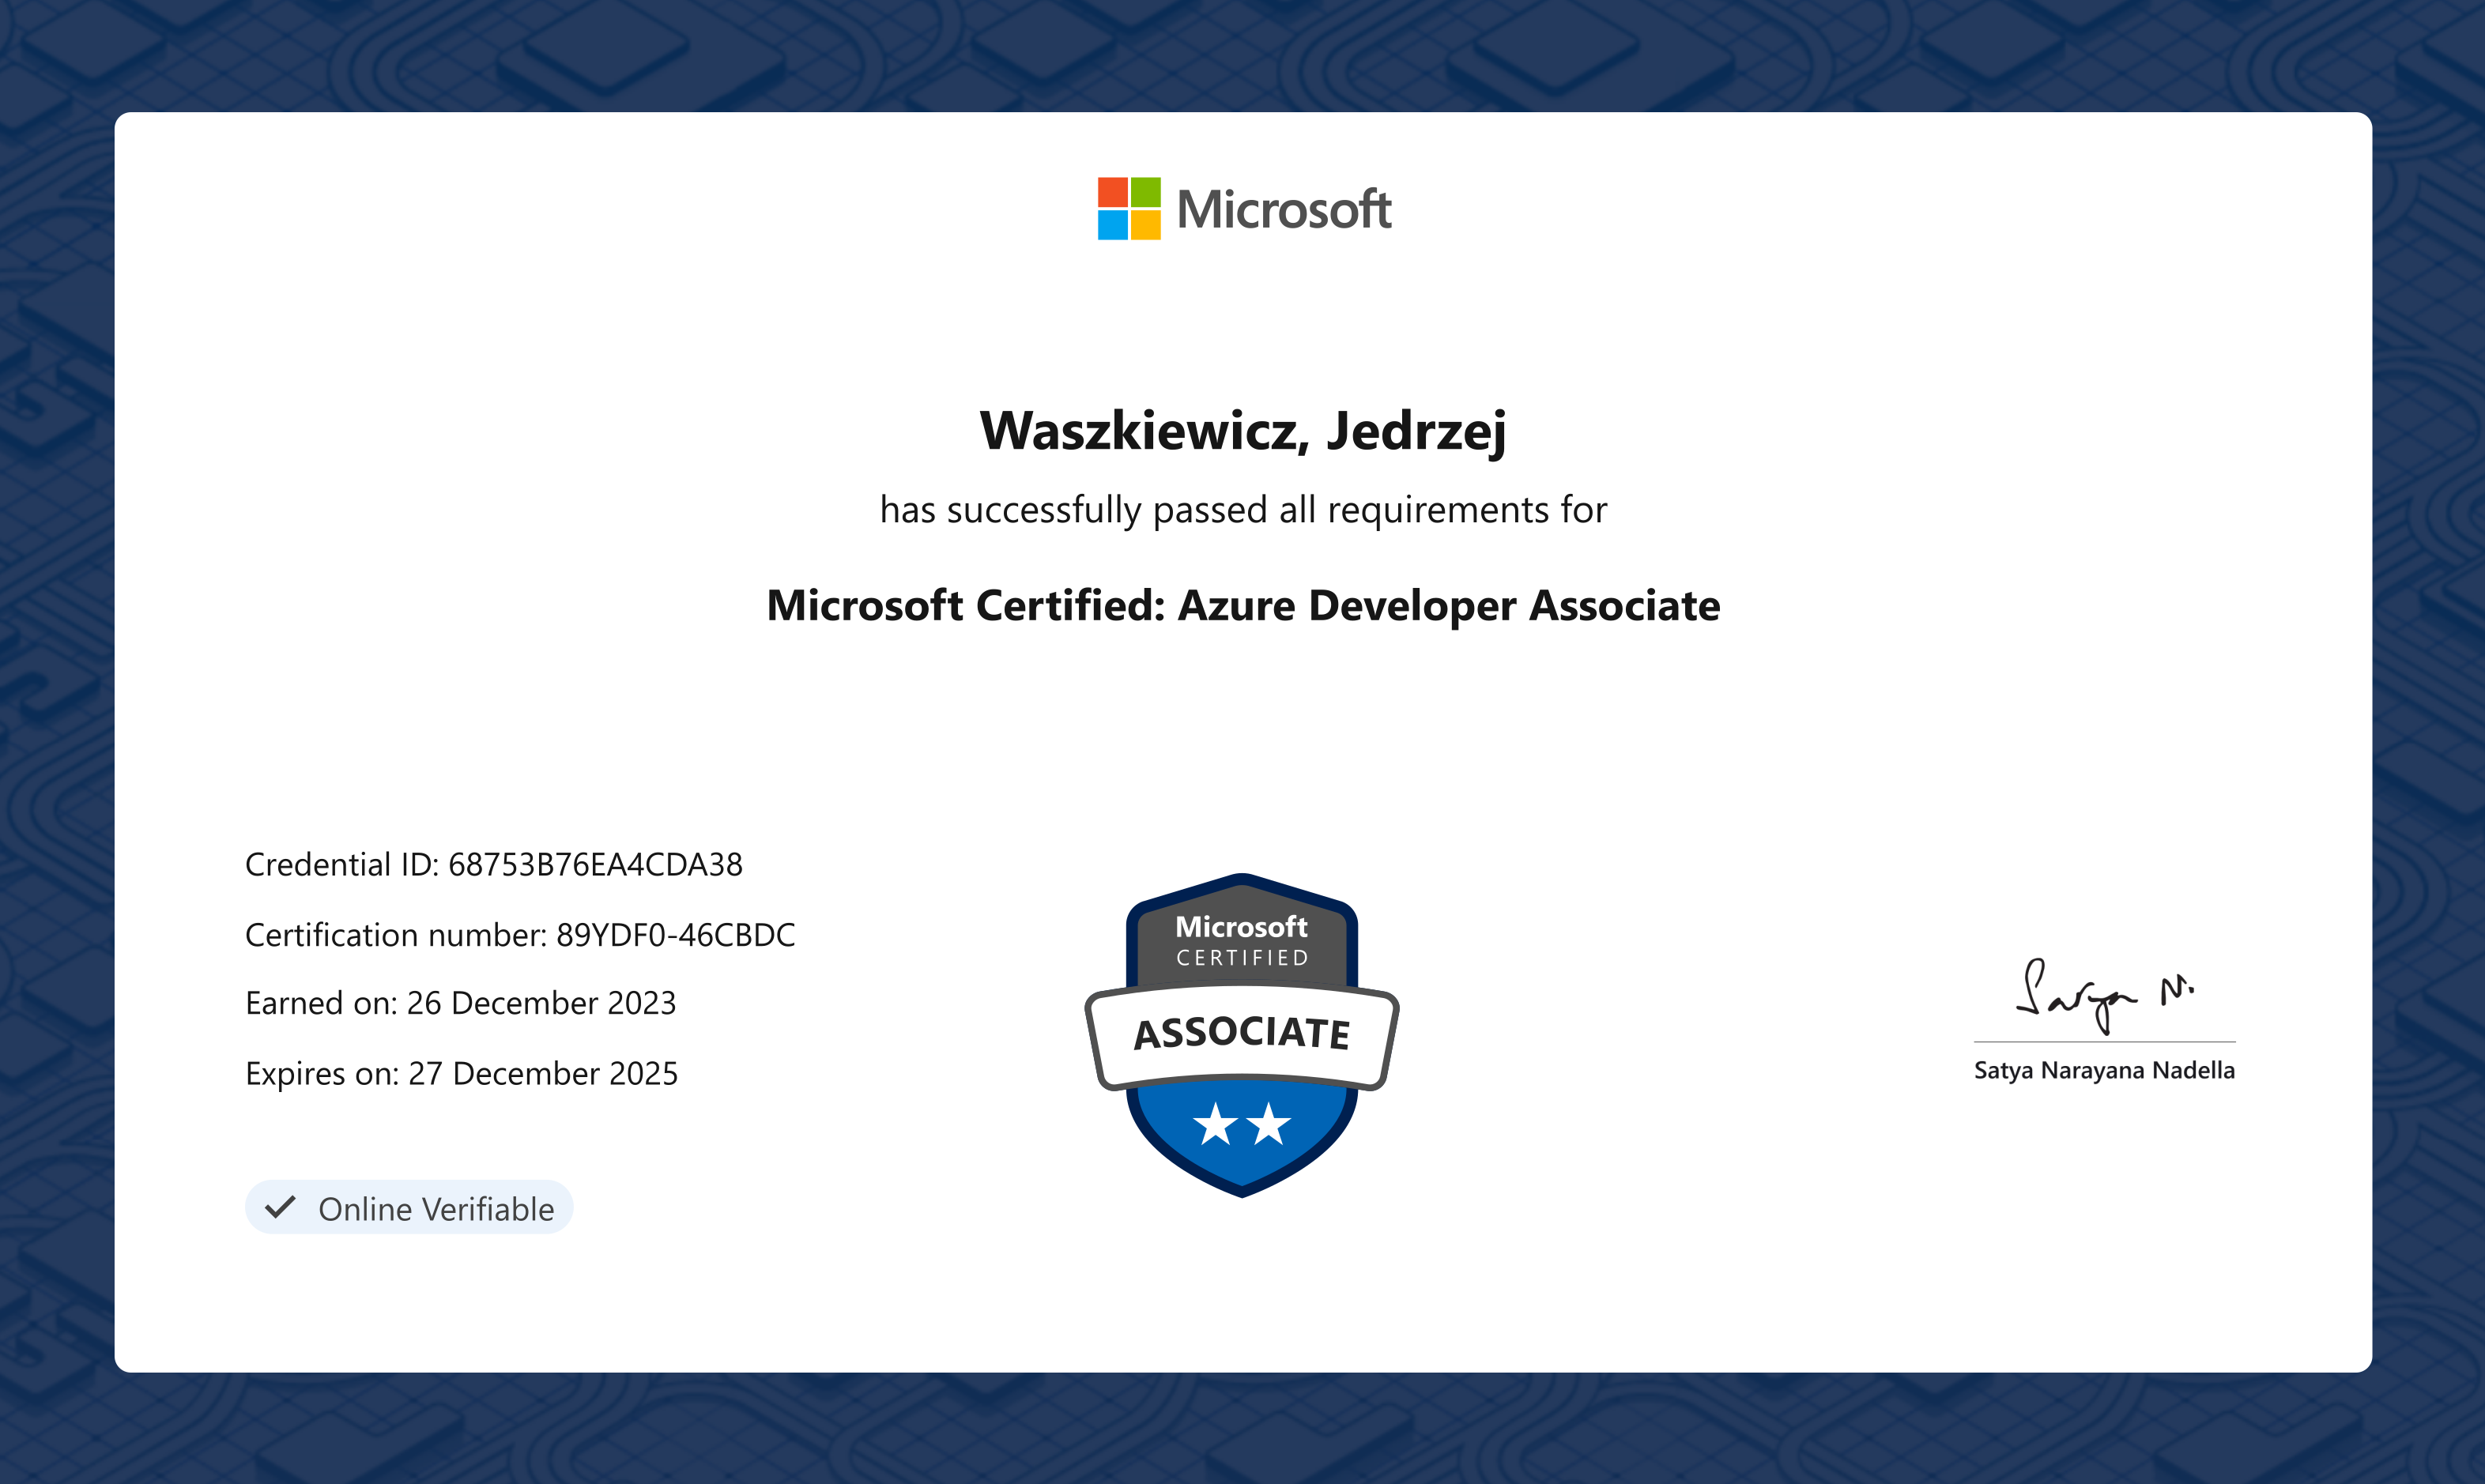 Microsoft
Waszkiewicz, Jedrzej
has successfully passed all requirements for
Microsoft Certified: Azure Developer Associate
Credential ID: 68753B76EA4CDA38
Certification number: 89YDF0-46CBDC
Earned on: 26 December 2023
Expires on: 27 December 2025
Online Verifiable
Microsoft
CERTIFIED
ASSOCIATE
Satya N.
Satya Narayana Nadella